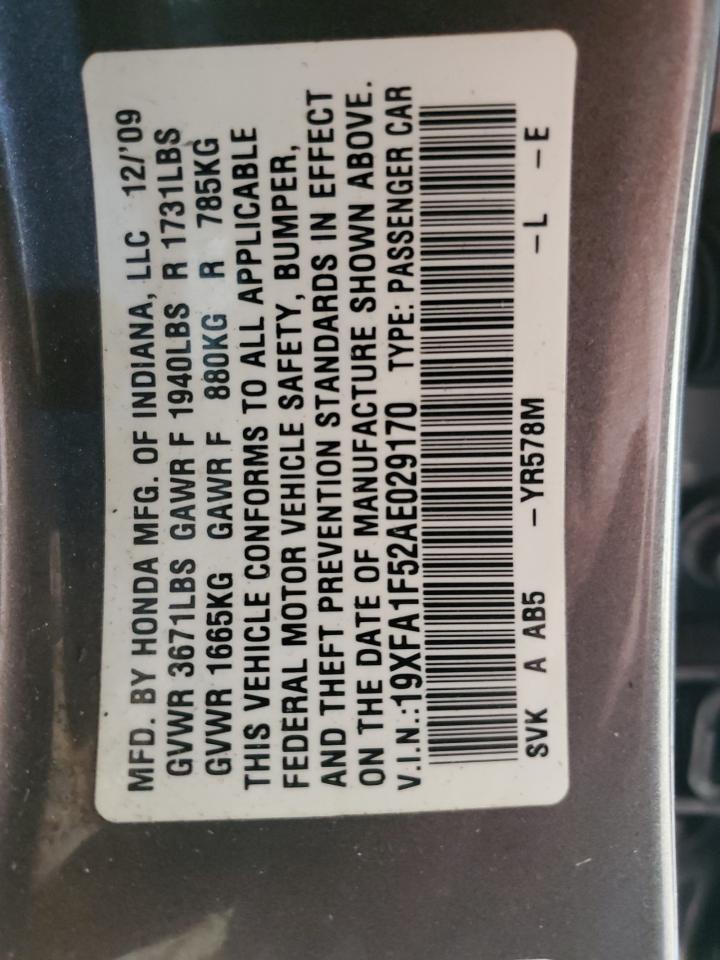 MFD. BY HONDA MFG. OF INDIANA, LLC 12/'09
GVWR 3671LBS GAWR F 1940LBS R 1731LBS
GVWR 1665KG GAWR F 880KG R 785KG
THIS VEHICLE CONFORMS TO ALL APPLICABLE
FEDERAL MOTOR VEHICLE SAFETY, BUMPER,
AND THEFT PREVENTION STANDARDS IN EFFECT
ON THE DATE OF MANUFACTURE SHOWN ABOVE.
V.I.N.:19XFA1F52AE029170 TYPE: PASSENGER CAR
SVK A AB5 -YR578M -L -E